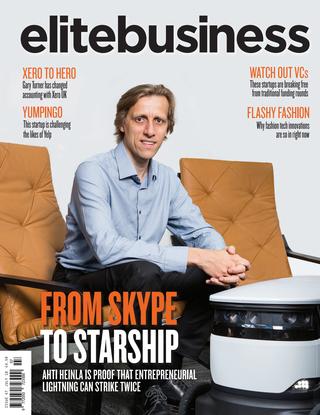 elitebusiness
XERO TO HERO
Gary Turner has changed
accounting with Xero UK
YUMPINGO
This startup is challenging
the likes of Yelp
WATCH OUT VCs
These startups are breaking free
from traditional funding rounds
FLASHY FASHION
Why fashion tech innovations
are so in right now
FROM SKYPE
TO STARSHIP
AHTI HEINLA IS PROOF THAT ENTREPRENEURIAL
LIGHTNING CAN STRIKE TWICE